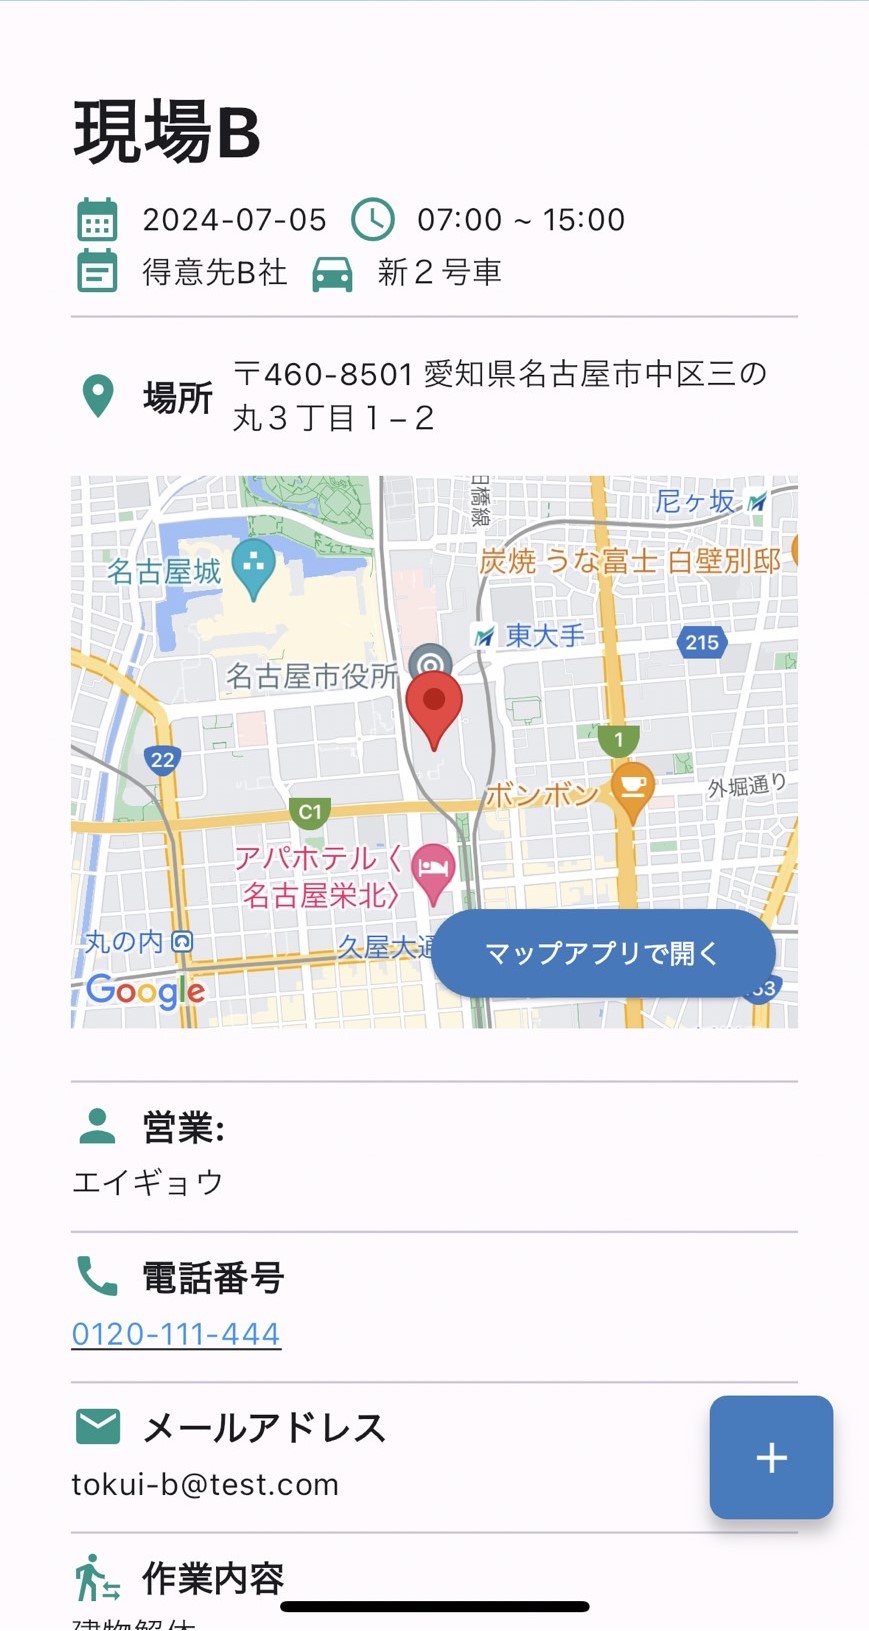 現場B
2024-07-05 07:00 ~ 15:00
得意先B社 新２号車
場所
〒460-8501 愛知県名古屋市中区三の
丸３丁目１−２
田橋線
尼ヶ坂
炭焼 うな富士 白壁別邸
名古屋城
東大手
215
名古屋市役所
1
22
ボンボン
外堀通り
C1
アパホテル〈
名古屋栄北〉
丸の内
久屋大通
マップアプリで開く
Google
53
営業:
エイギョウ
電話番号
0120-111-444
メールアドレス
tokui-b@test.com
+
作業内容
建物解体